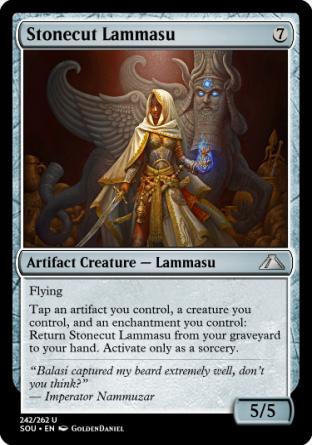 Stonecut Lammasu 7
Artifact Creature — Lammasu
Flying
Tap an artifact you control, a creature you
control, and an enchantment you control:
Return Stonecut Lammasu from your graveyard
to your hand. Activate only as a sorcery.
“Balasi captured my beard extremely well, don’t
you think?”
— Imperator Nammuzar
5/5
242/262 U
SOU • EN GoldenDaniel